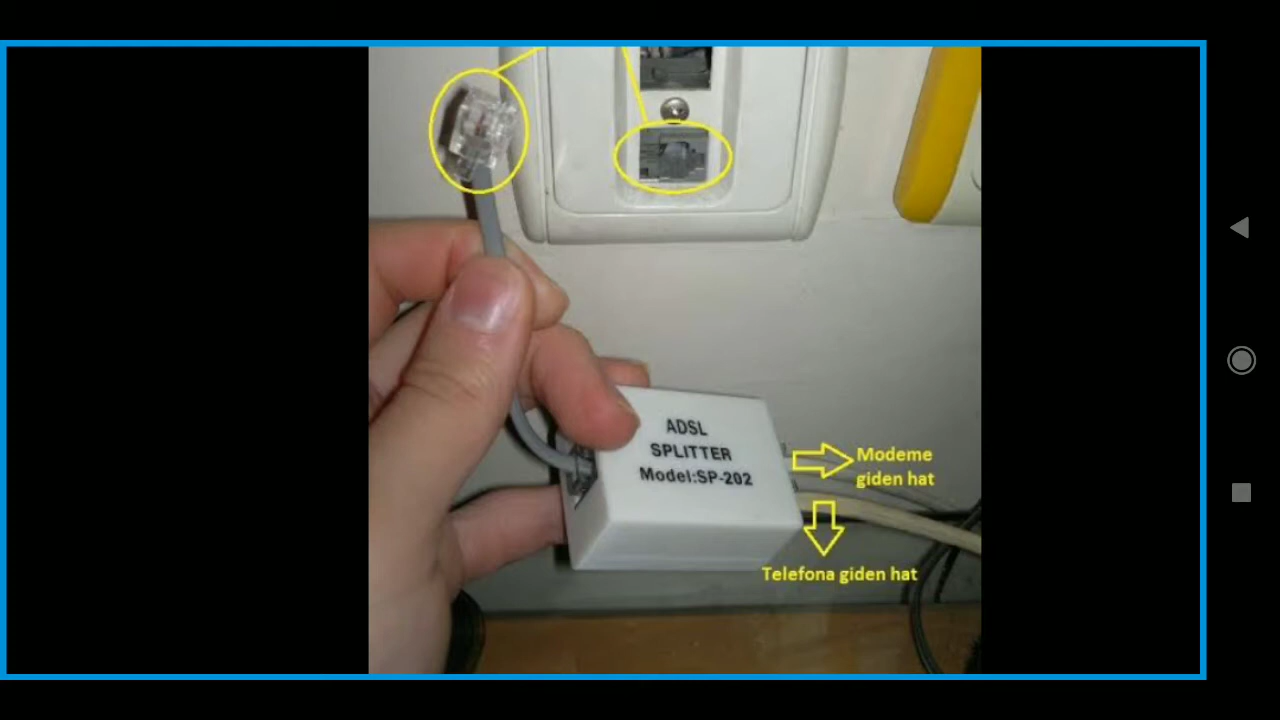 ADSL
SPLITTER
Model:SP-202
Modeme
giden hat
Telefona giden hat